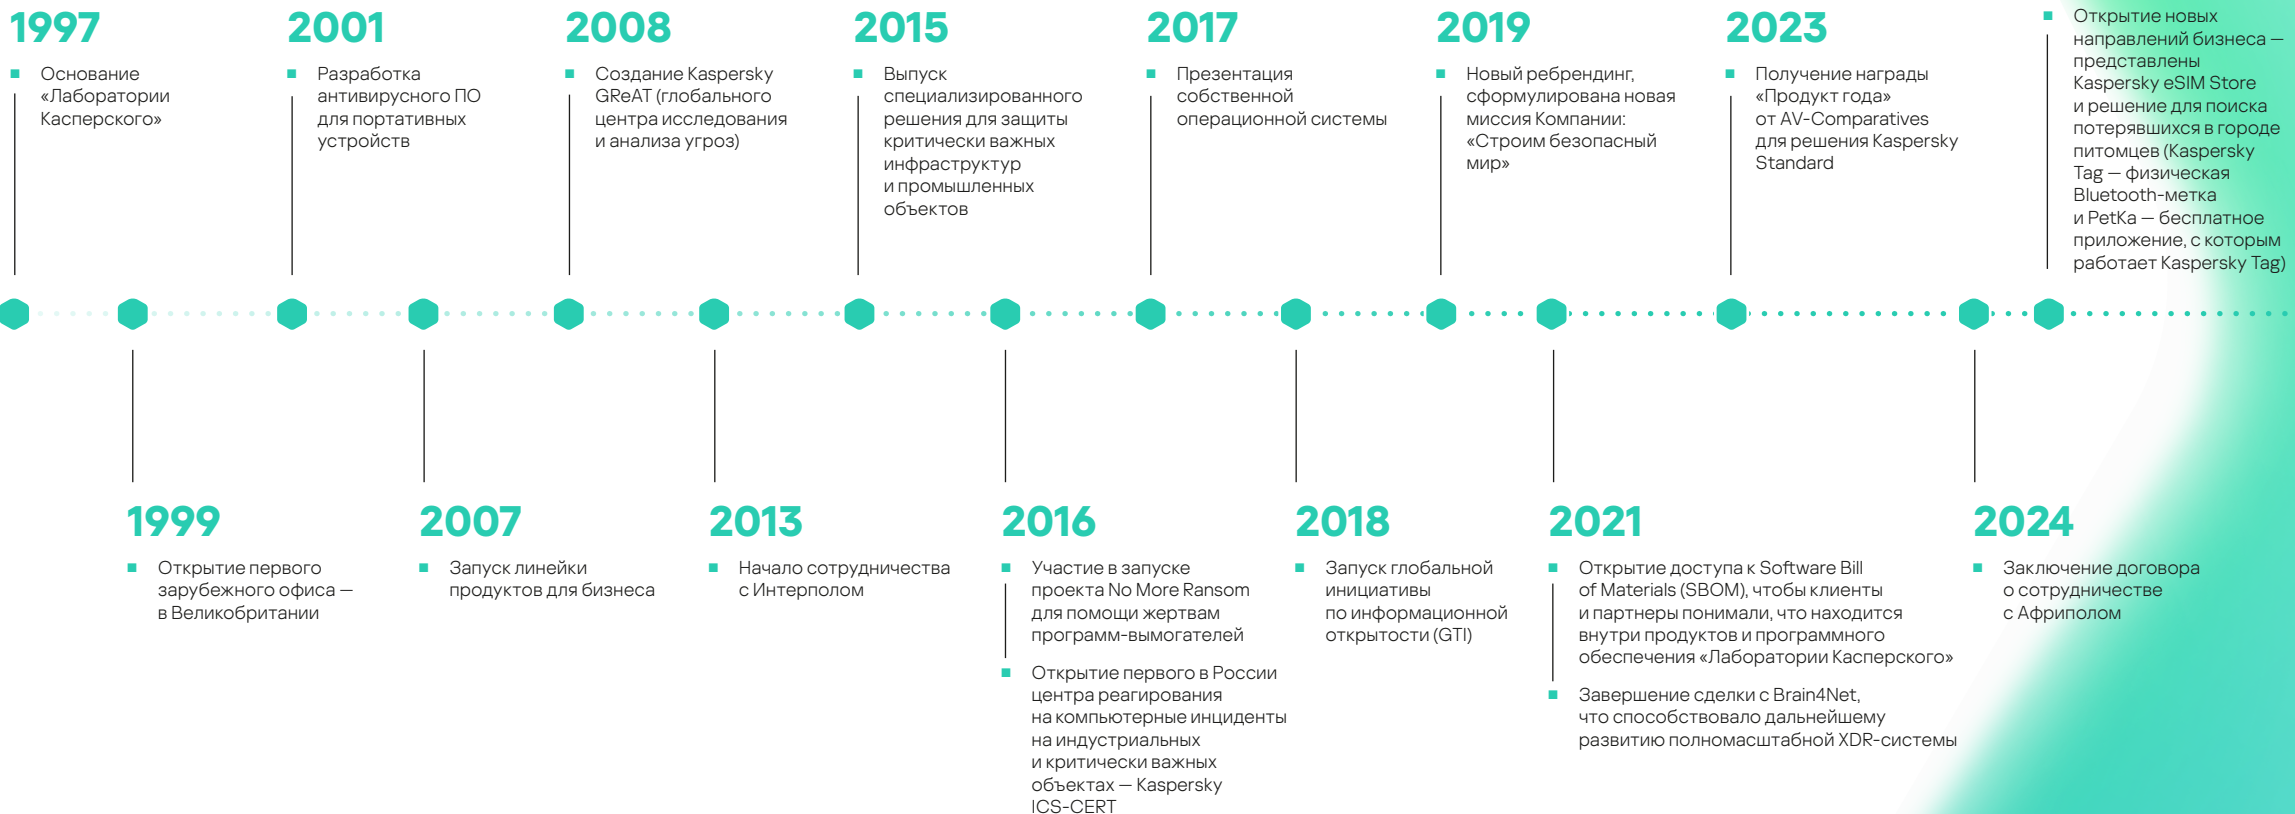 1997
Основание
«Лаборатории
Касперского»
2001
Разработка
антивирусного ПО
для портативных
устройств
2008
Создание Kaspersky
GReAT (глобального
центра исследования
и анализа угроз)
2015
Выпуск
специализированного
решения для защиты
критически важных
инфраструктур
и промышленных
объектов
2017
Презентация
собственной
операционной системы
2019
Новый ребрендинг,
сформулирована новая
миссия Компании:
«Строим безопасный
мир»
2023
Получение награды
«Продукт года»
от AV-Comparatives
для решения Kaspersky
Standard
Открытие новых
направлений бизнеса —
представлены
Kaspersky eSIM Store
и решение для поиска
потерявшихся в городе
питомцев (Kaspersky
Tag — физическая
Bluetooth-метка
и PetKa — бесплатное
приложение, с которым
работает Kaspersky Tag)
1999
Открытие первого
зарубежного офиса —
в Великобритании
2007
Запуск линейки
продуктов для бизнеса
2013
Начало сотрудничества
с Интерполом
2016
Участие в запуске
проекта No More Ransom
для помощи жертвам
программ-вымогателей
Открытие первого в России
центра реагирования
на компьютерные инциденты
на индустриальных
и критически важных
объектах — Kaspersky
ICS-CERT
2018
Запуск глобальной
инициативы
по информационной
открытости (GTI)
2021
Открытие доступа к Software Bill
of Materials (SBOM), чтобы клиенты
и партнеры понимали, что находится
внутри продуктов и программного
обеспечения «Лаборатории Касперского»
Завершение сделки с Brain4Net,
что способствовало дальнейшему
развитию полномасштабной XDR-системы
2024
Заключение договора
о сотрудничестве
с Африполом